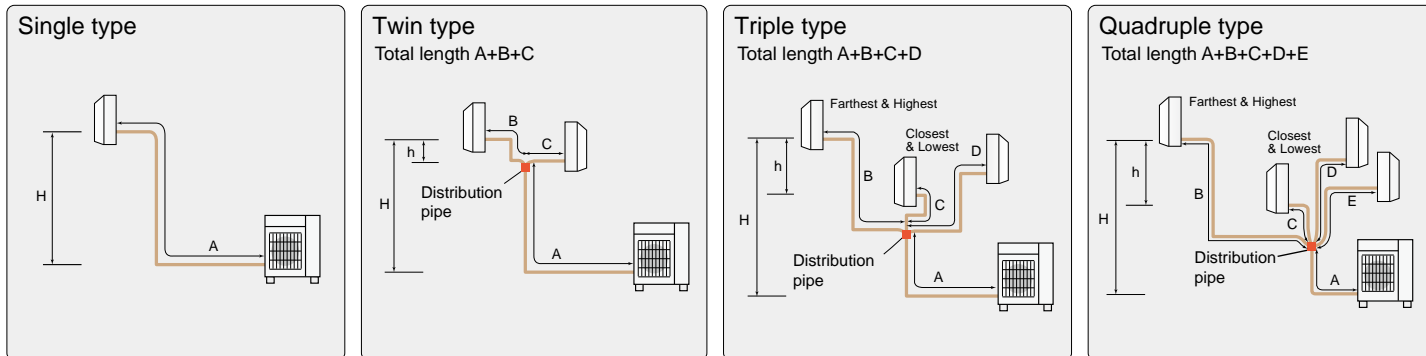 Single type
H
A
Twin type
Total length A+B+C
B
C
h
H
Distribution
pipe
A
Triple type
Total length A+B+C+D
Farthest & Highest
Closest
& Lowest
D
h
B
C
H
Distribution
pipe
A
Quadruple type
Total length A+B+C+D+E
Farthest & Highest
Closest
& Lowest
h
D
B
E
C
H
Distribution
pipe
A